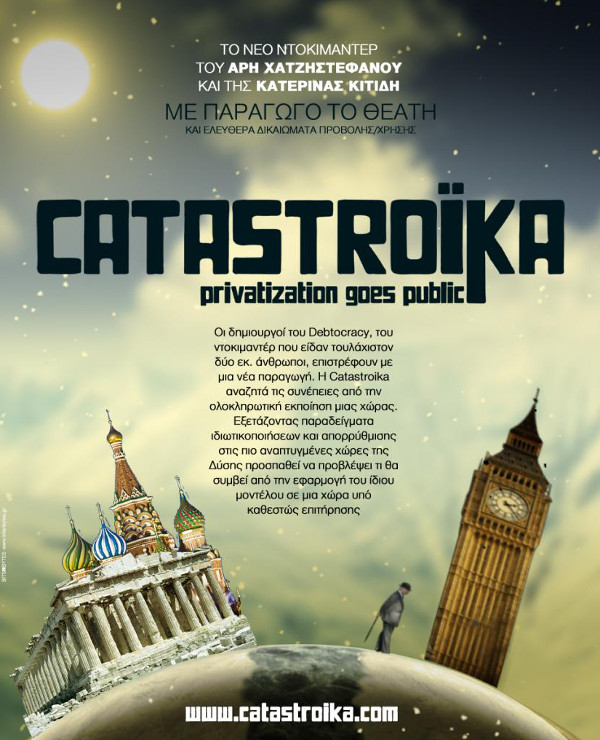 ΤΟ ΝΕΟ ΝΤΟΚΙΜΑΝΤΕΡ
ΤΟΥ ΑΡΗ ΧΑΤΖΗΣΤΕΦΑΝΟΥ
ΚΑΙ ΤΗΣ ΚΑΤΕΡΙΝΑΣ ΚΙΤΙΔΗ
ΜΕ ΠΑΡΑΓΩΓΟ ΤΟ ΘΕΑΤΗ
ΚΑΙ ΕΛΕΥΘΕΡΑ ΔΙΚΑΙΩΜΑΤΑ ΠΡΟΒΟΛΗΣ/ΧΡΗΣΗΣ
CATASTROÏKA
privatization goes public
Οι δημιουργοί του Debtocracy, του
ντοκιμαντέρ που είδαν τουλάχιστον
δύο εκ. άνθρωποι, επιστρέφουν με
μια νέα παραγωγή. Η Catastroika
αναζητά τις συνέπειες από την
ολοκληρωτική εκποίηση μιας χώρας.
Εξετάζοντας παραδείγματα
ιδιωτικοποιήσεων και απορρύθμισης
στις πιο αναπτυγμένες χώρες της
Δύσης προσπαθεί να προβλέψει τι θα
συμβεί από την εφαρμογή του ίδιου
μοντέλου σε μια χώρα υπό
καθεστώς επιτήρησης
www.catastroika.com